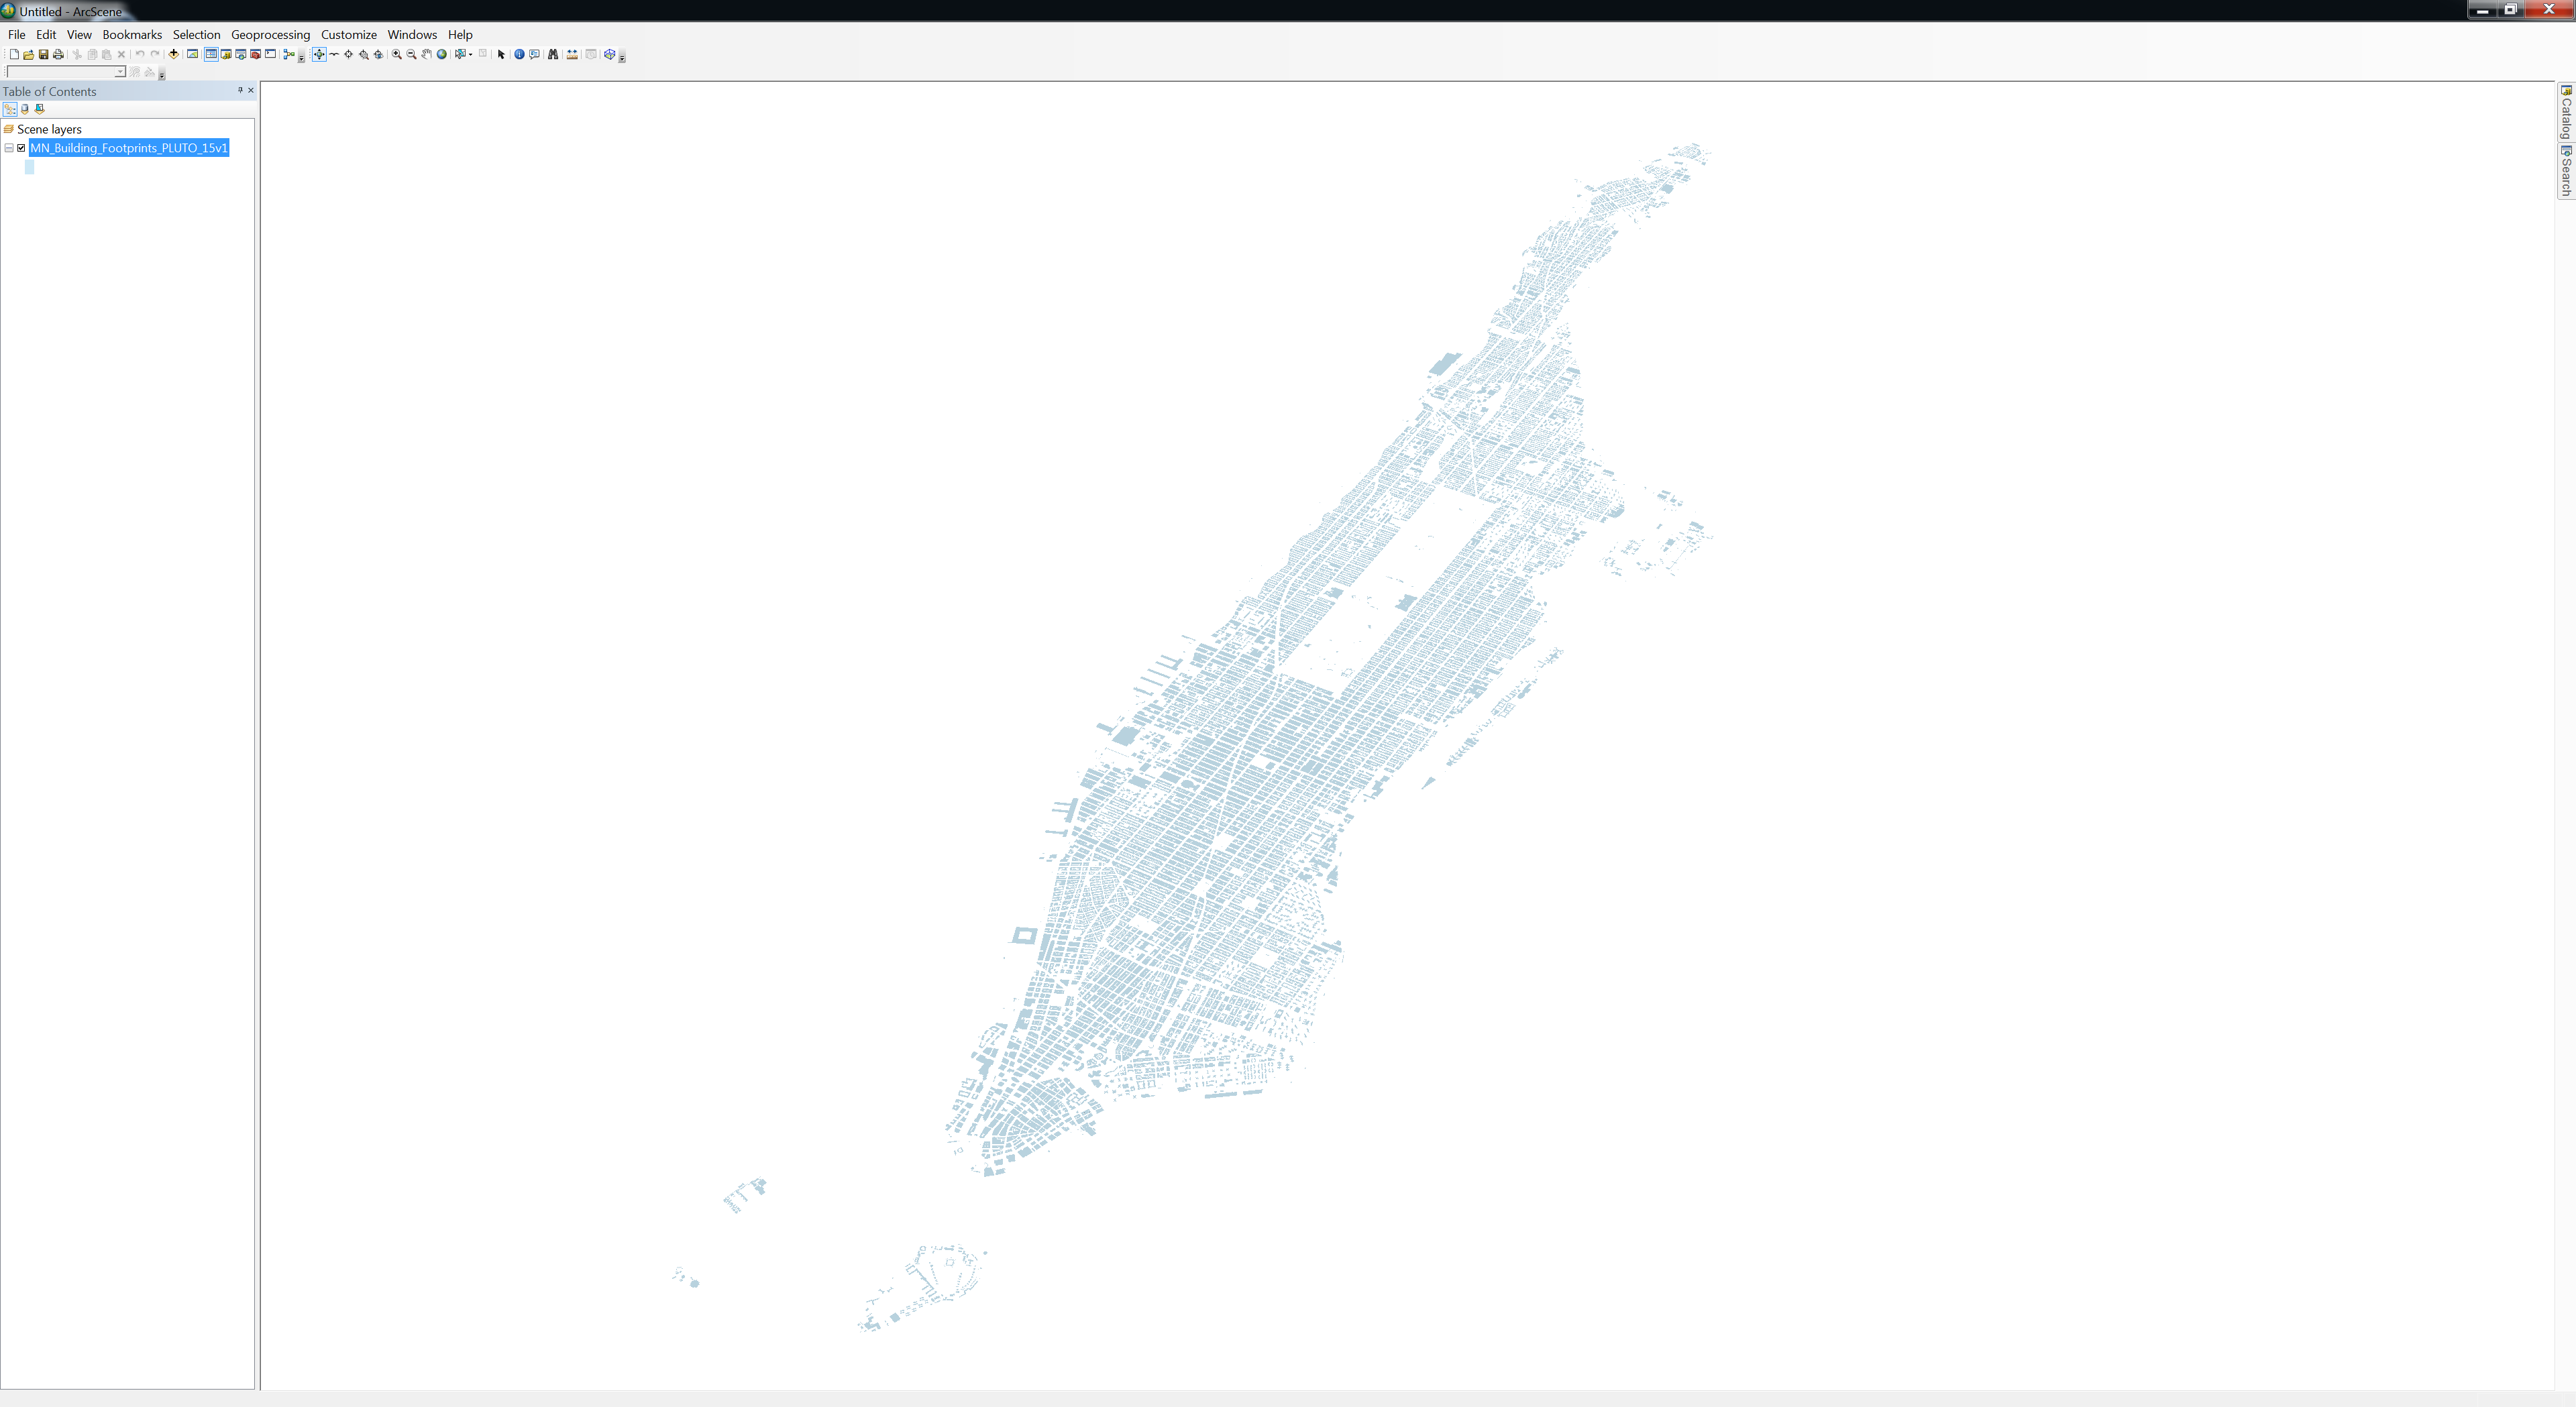 Untitled - ArcScene
File Edit View Bookmarks Selection Geoprocessing Customize Windows Help
Table of Contents
Scene layers
MN_Building_Footprints_PLUTO_15v1
Catalog
Search